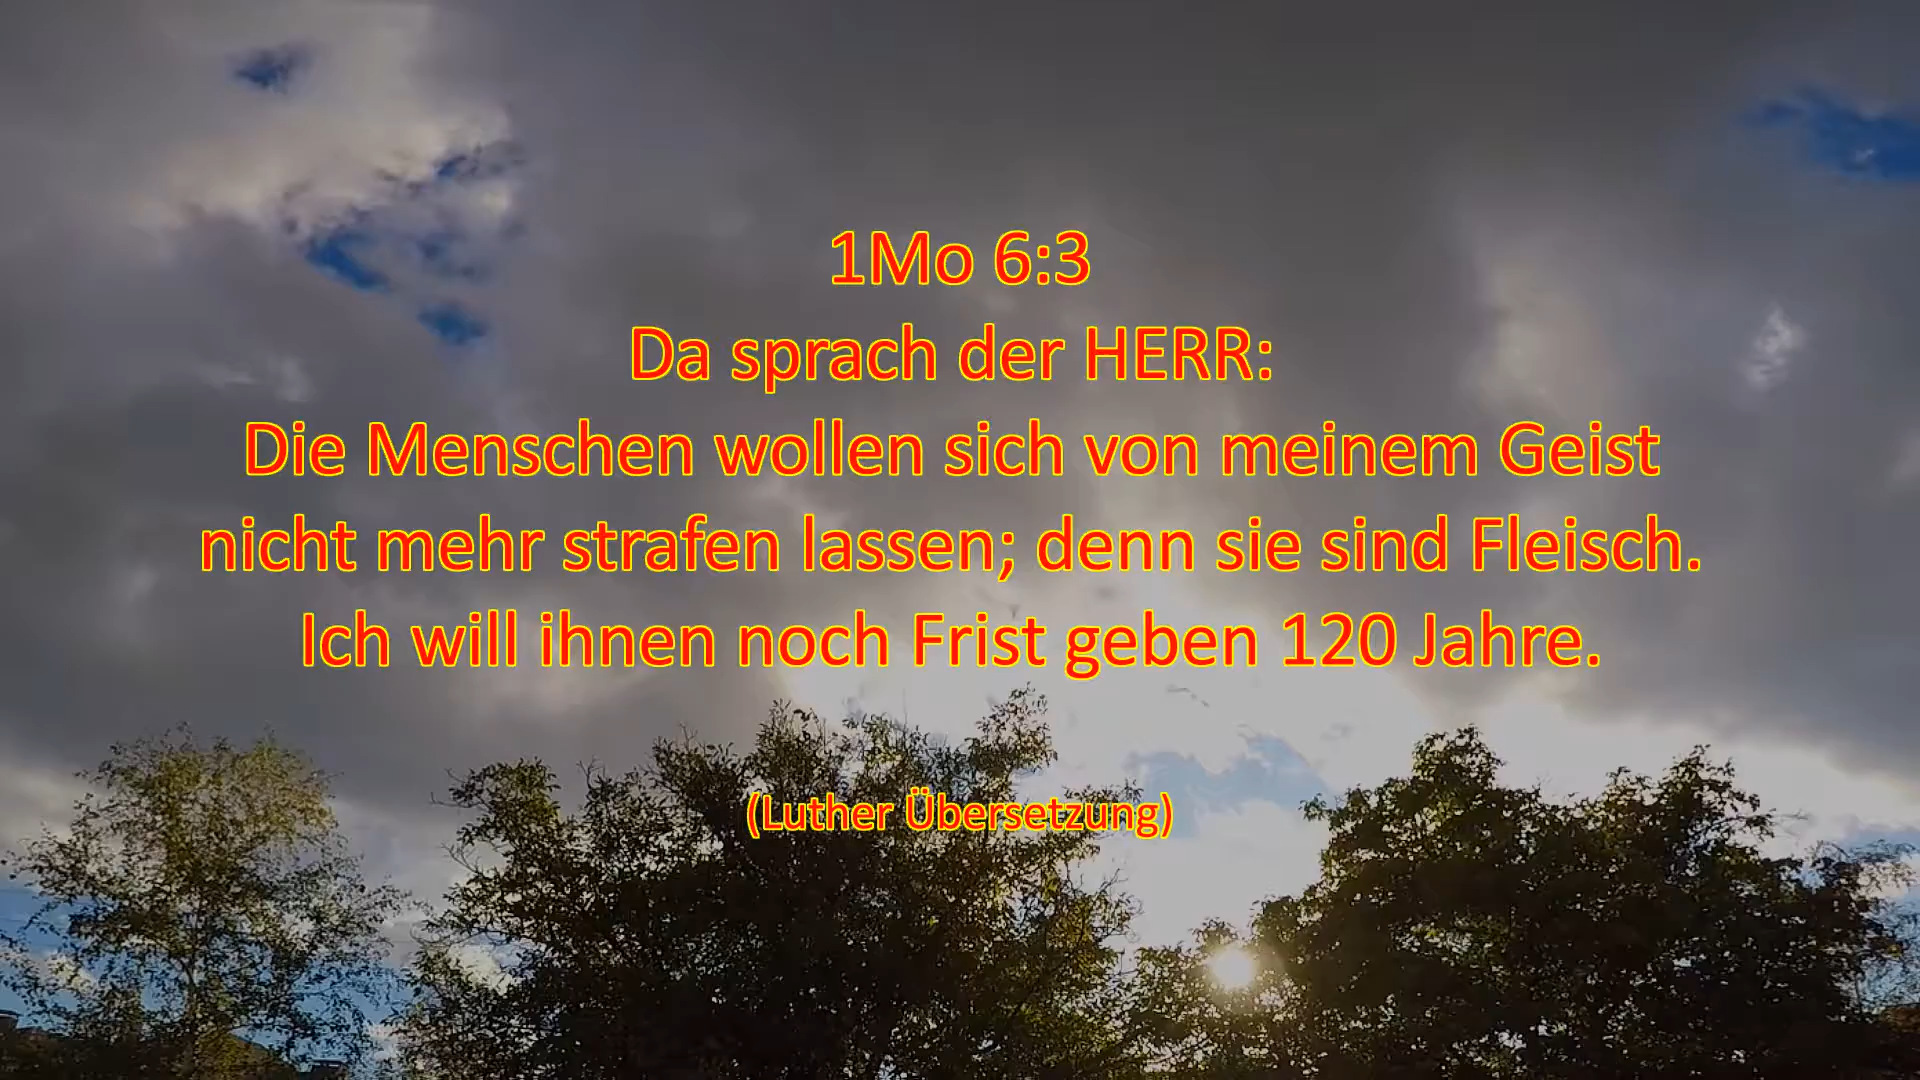 1Mo 6:3
Da sprach der HERR:
Die Menschen wollen sich von meinem Geist
nicht mehr strafen lassen; denn sie sind Fleisch.
Ich will ihnen noch Frist geben 120 Jahre.
(Luther Übersetzung)